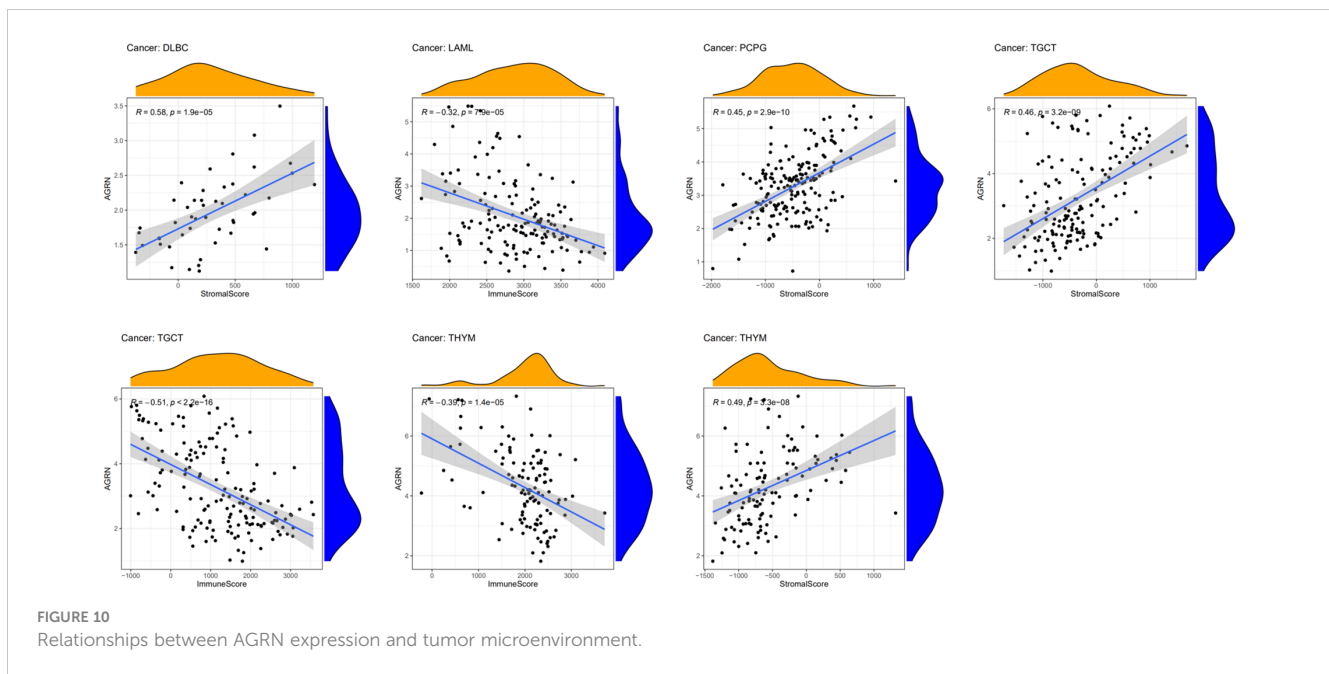 Cancer: DLBC
R = 0.58, p = 1.9e−05
3.5
3.0
2.5
2.0
1.5
AGRN
0
500
1000
StromalScore
Cancer: LAML
R = −0.32, p = 7.9e−05
5
4
3
2
1
AGRN
1500
2000
2500
3000
3500
4000
ImmuneScore
Cancer: PCPG
R = 0.45, p = 2.9e−10
5
4
3
2
1
AGRN
−2000
−1000
0
1000
StromalScore
Cancer: TGCT
R = 0.46, p = 3.2e−09
6
4
2
AGRN
−1000
0
1000
StromalScore
Cancer: TGCT
R = −0.51, p < 2.2e−16
6
4
2
AGRN
−1000
0
1000
2000
3000
ImmuneScore
Cancer: THYM
R = −0.39, p = 1.4e−05
6
4
2
AGRN
0
1000
2000
3000
ImmuneScore
Cancer: THYM
R = 0.49, p = 3.3e−08
6
4
2
AGRN
−1500
−1000
−500
0
500
1000
StromalScore
FIGURE 10
Relationships between AGRN expression and tumor microenvironment.